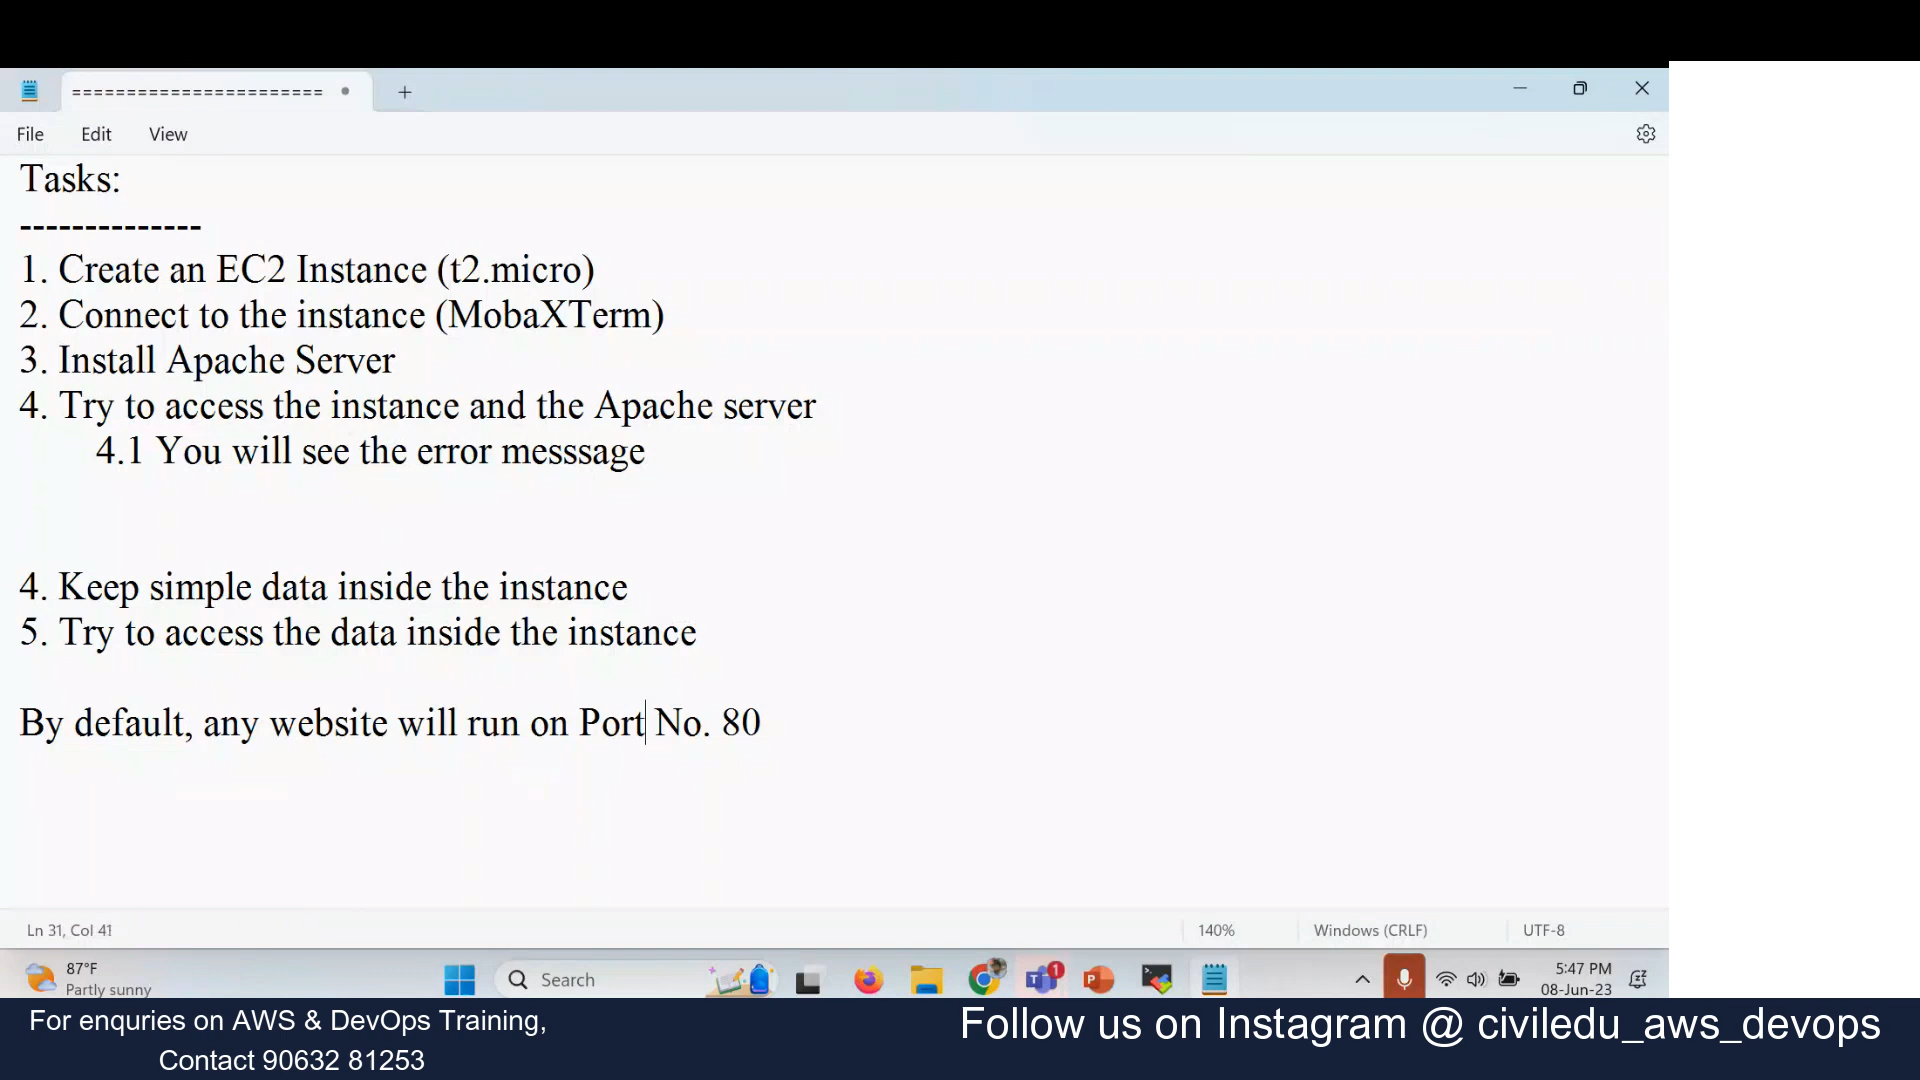 =======================
File Edit View
Tasks:
--------------
1. Create an EC2 Instance (t2.micro)
2. Connect to the instance (MobaXTerm)
3. Install Apache Server
4. Try to access the instance and the Apache server
4.1 You will see the error messsage
4. Keep simple data inside the instance
5. Try to access the data inside the instance
By default, any website will run on Port No. 80
Ln 31, Col 41 140% Windows (CRLF) UTF-8
87°F
Partly sunny
Search
1
5:47 PM
08-Jun-23
For enquries on AWS & DevOps Training,
Contact 90632 81253
Follow us on Instagram @ civiledu_aws_devops